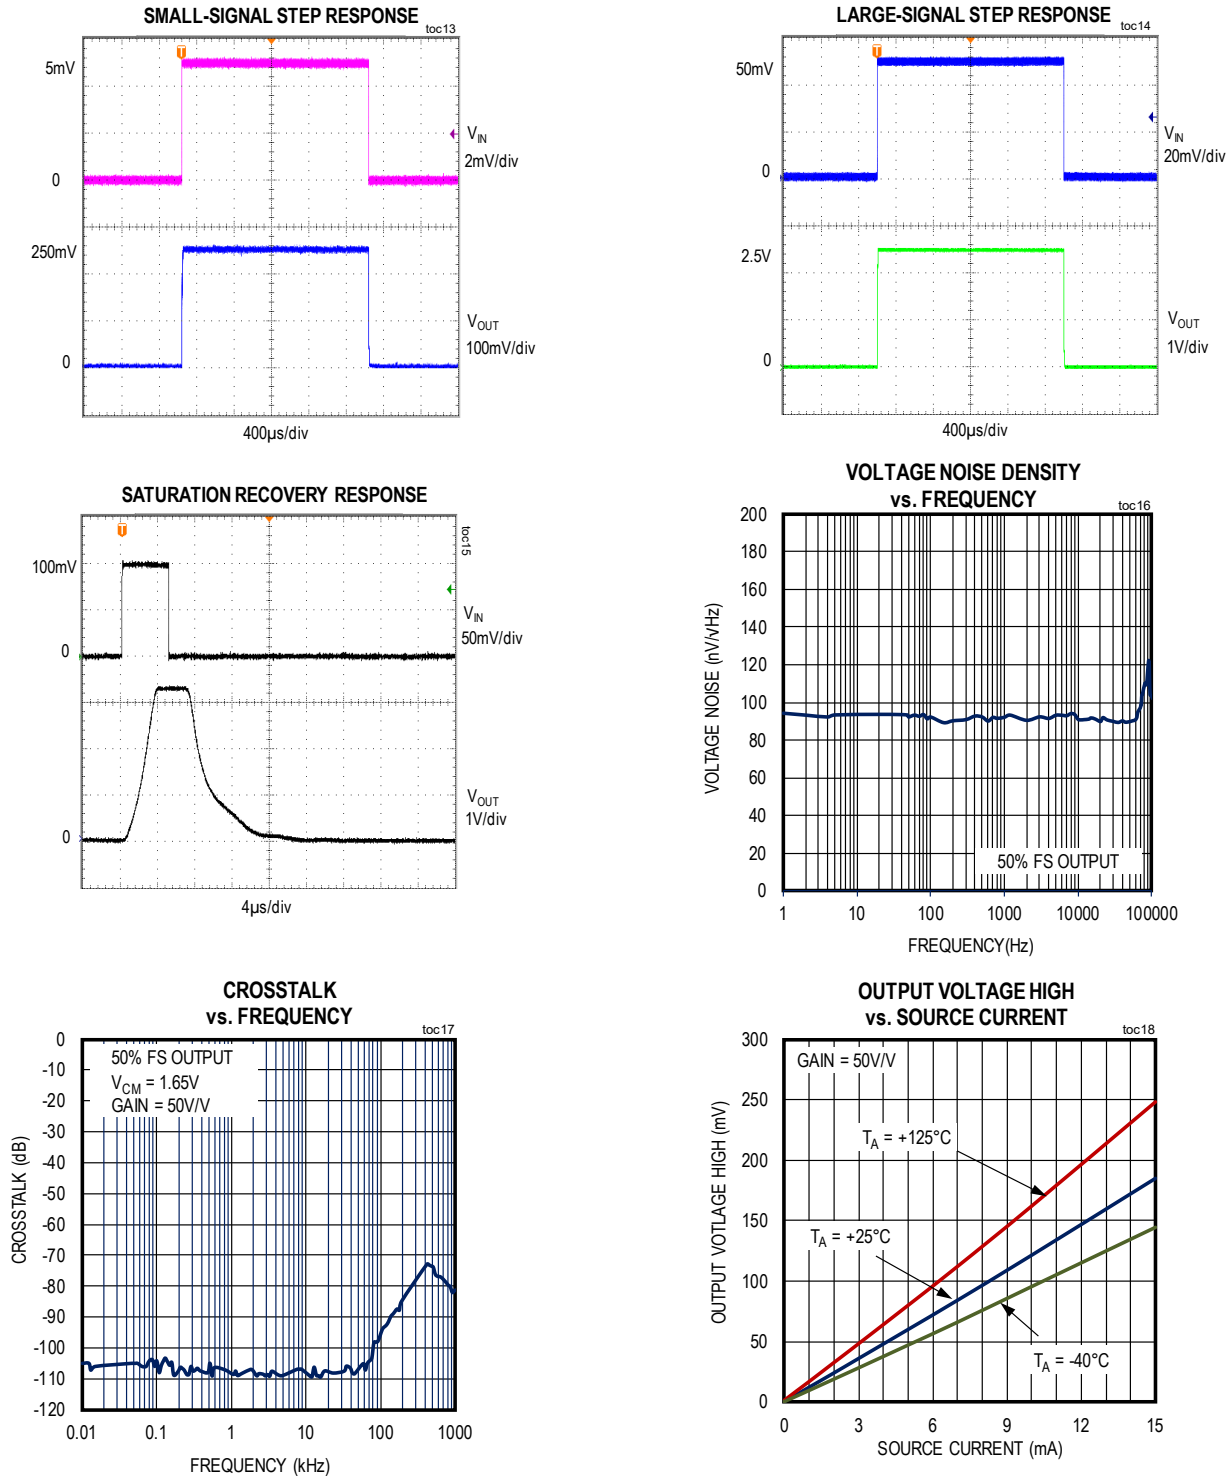 SMALL-SIGNAL STEP RESPONSE
toc13
T
5mV
0
V_IN
2mV/div
250mV
0
V_OUT
100mV/div
400µs/div
LARGE-SIGNAL STEP RESPONSE
toc14
T
50mV
0
V_IN
20mV/div
2.5V
0
V_OUT
1V/div
400µs/div
SATURATION RECOVERY RESPONSE
toc15
T
100mV
0
V_IN
50mV/div
0
V_OUT
1V/div
4µs/div
VOLTAGE NOISE DENSITY
vs. FREQUENCY
toc16
200
180
160
140
120
100
80
60
40
20
0
VOLTAGE NOISE (nV/√Hz)
50% FS OUTPUT
1 10 100 1000 10000 100000
FREQUENCY(Hz)
CROSSTALK
vs. FREQUENCY
toc17
0
-10
-20
-30
-40
-50
-60
-70
-80
-90
-100
-110
-120
CROSSTALK (dB)
50% FS OUTPUT
V_CM = 1.65V
GAIN = 50V/V
0.01 0.1 1 10 100 1000
FREQUENCY (kHz)
OUTPUT VOLTAGE HIGH
vs. SOURCE CURRENT
toc18
300
250
200
150
100
50
0
OUTPUT VOTLAGE HIGH (mV)
GAIN = 50V/V
T_A = +125°C
T_A = +25°C
T_A = -40°C
0 3 6 9 12 15
SOURCE CURRENT (mA)